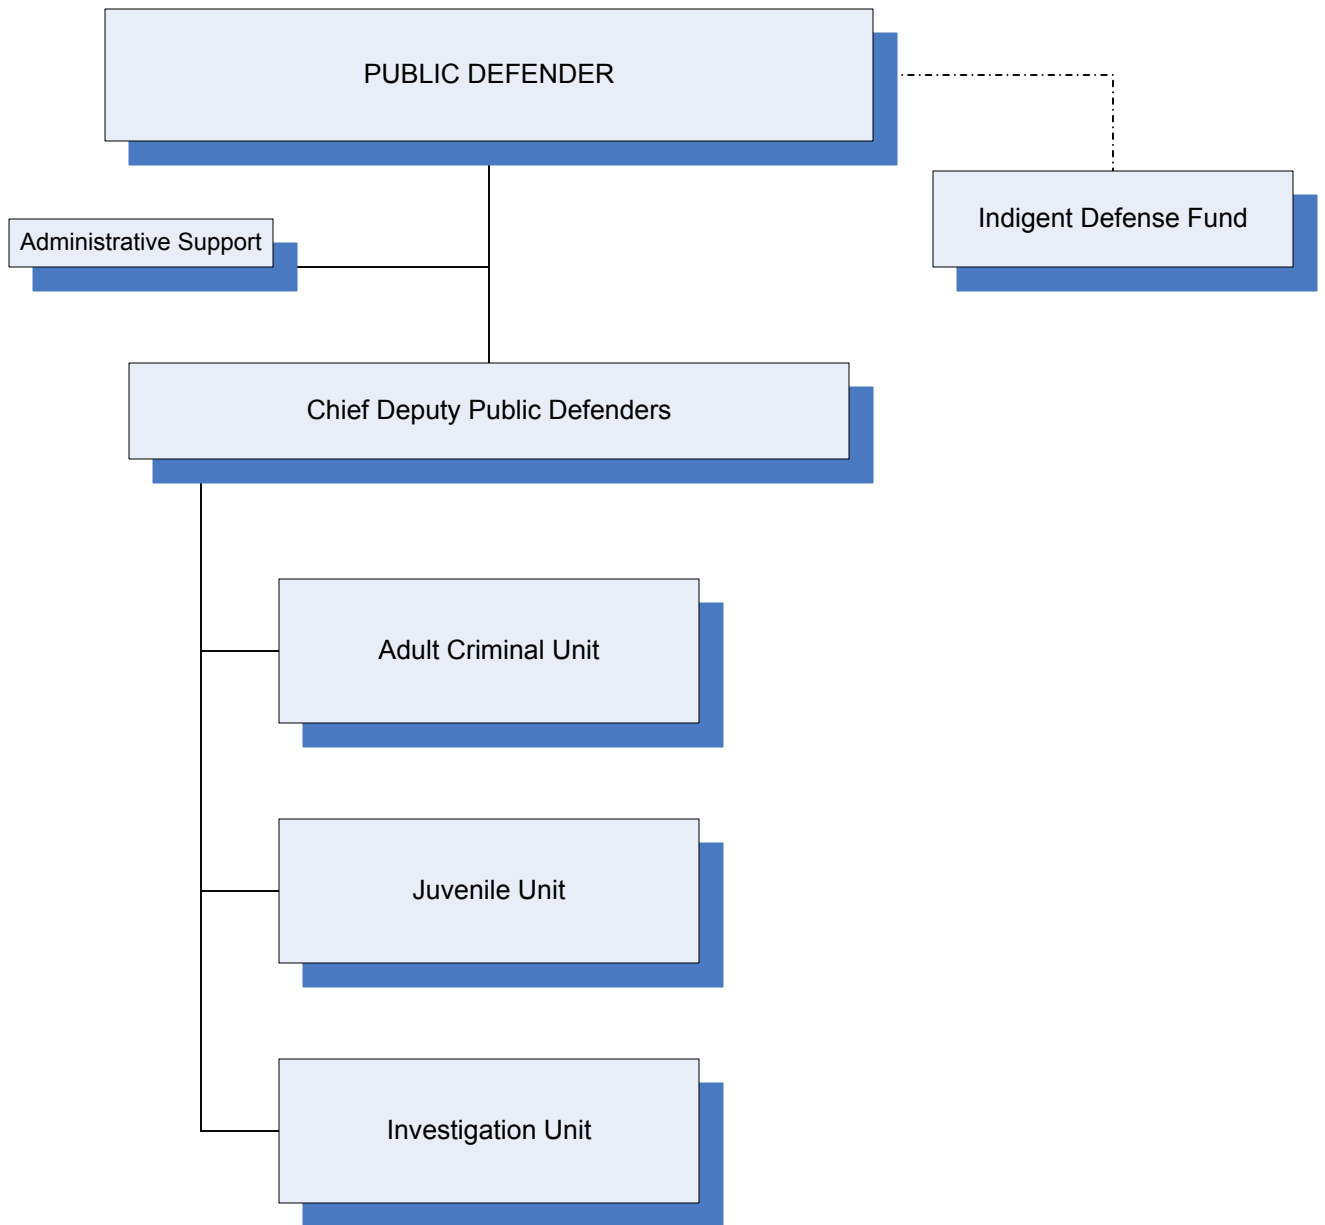 PUBLIC DEFENDER
Indigent Defense Fund
Administrative Support
Chief Deputy Public Defenders
Adult Criminal Unit
Juvenile Unit
Investigation Unit